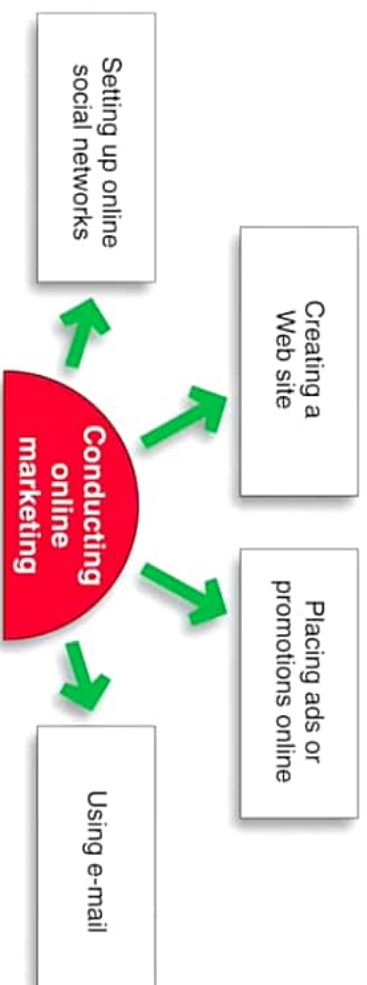 Creating a
Web site
Placing ads or
promotions online
Setting up online
social networks
Conducting
online
marketing
Using e-mail